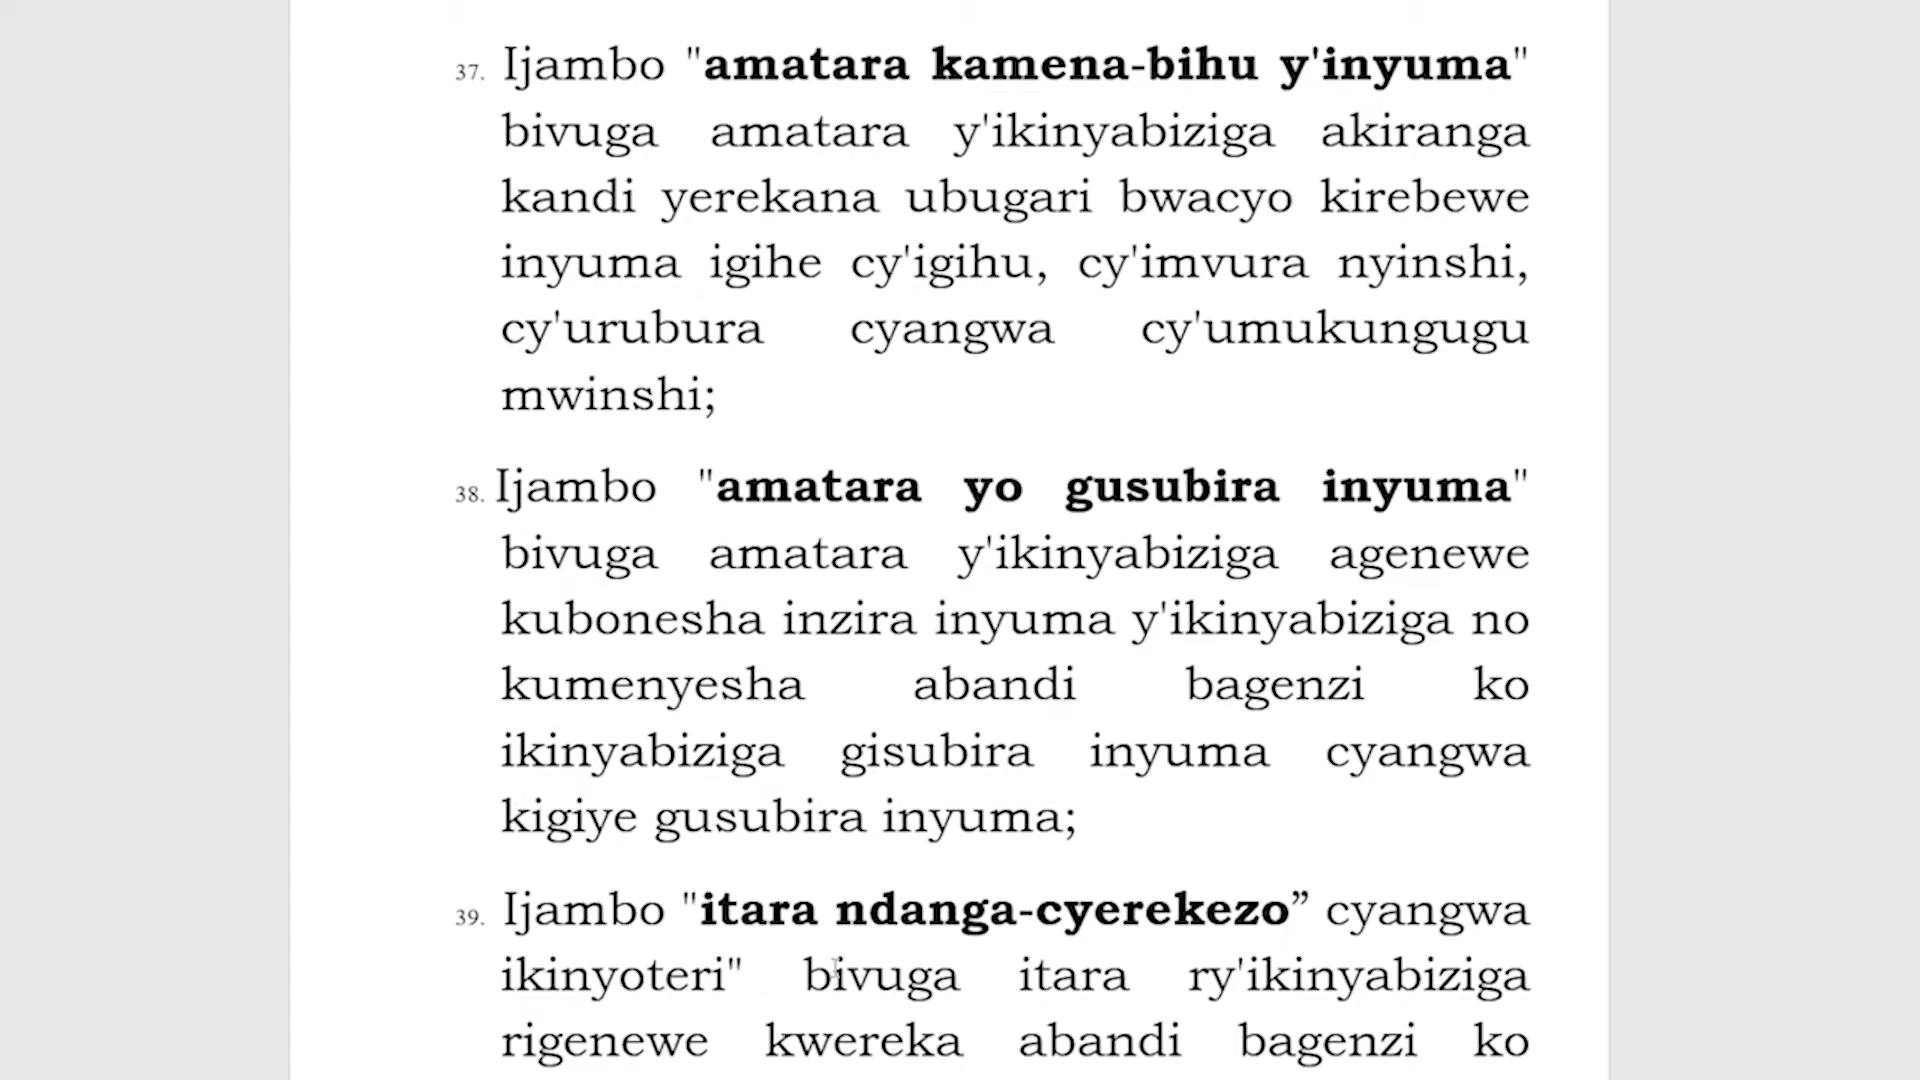 37. Ijambo "amatara kamena-bihu y'inyuma"
bivuga amatara y'ikinyabiziga akiranga
kandi yerekana ubugari bwacyo kirebewe
inyuma igihe cy'igihu, cy'imvura nyinshi,
cy'urubura cyangwa cy'umukungugu
mwinshi;
38. Ijambo "amatara yo gusubira inyuma"
bivuga amatara y'ikinyabiziga agenewe
kubonesha inzira inyuma y'ikinyabiziga no
kumenyesha abandi bagenzi ko
ikinyabiziga gisubira inyuma cyangwa
kigiye gusubira inyuma;
39. Ijambo "itara ndanga-cyerekezo” cyangwa
ikinyoteri" bivuga itara ry'ikinyabiziga
rigenewe kwereka abandi bagenzi ko